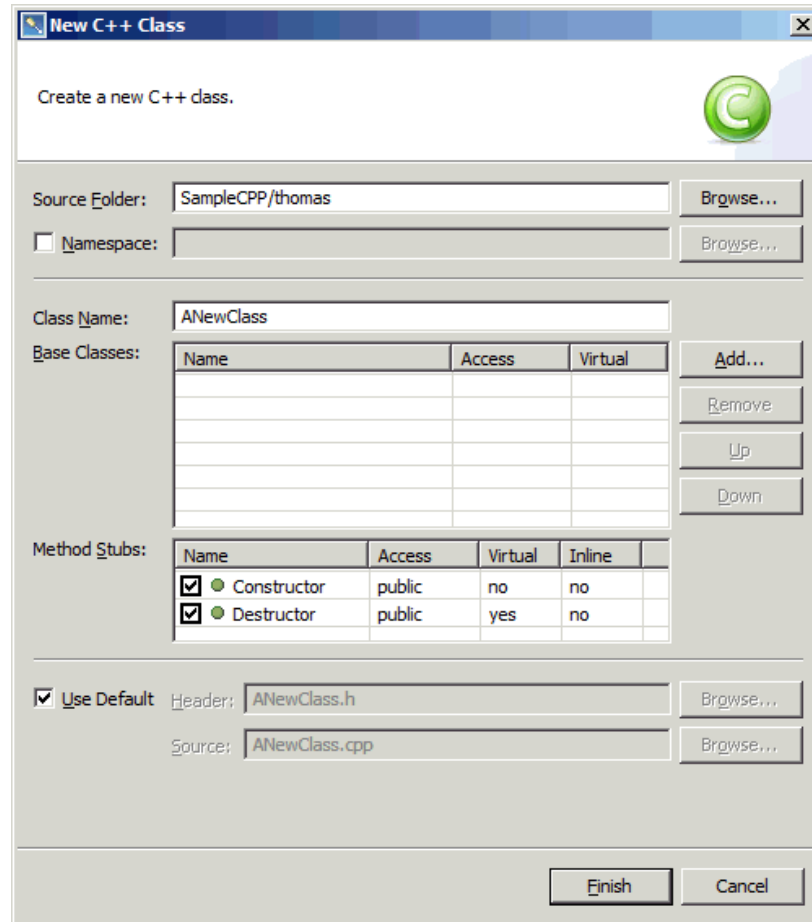 New C++ Class
Create a new C++ class.
C
Source Folder: SampleCPP/thomas Browse...
Namespace: Browse...
Class Name: ANewClass
Base Classes: Name Access Virtual Add...
Remove
Up
Down
Method Stubs: Name Access Virtual Inline
Constructor public no no
Destructor public yes no
Use Default Header: ANewClass.h Browse...
Source: ANewClass.cpp Browse...
Finish Cancel